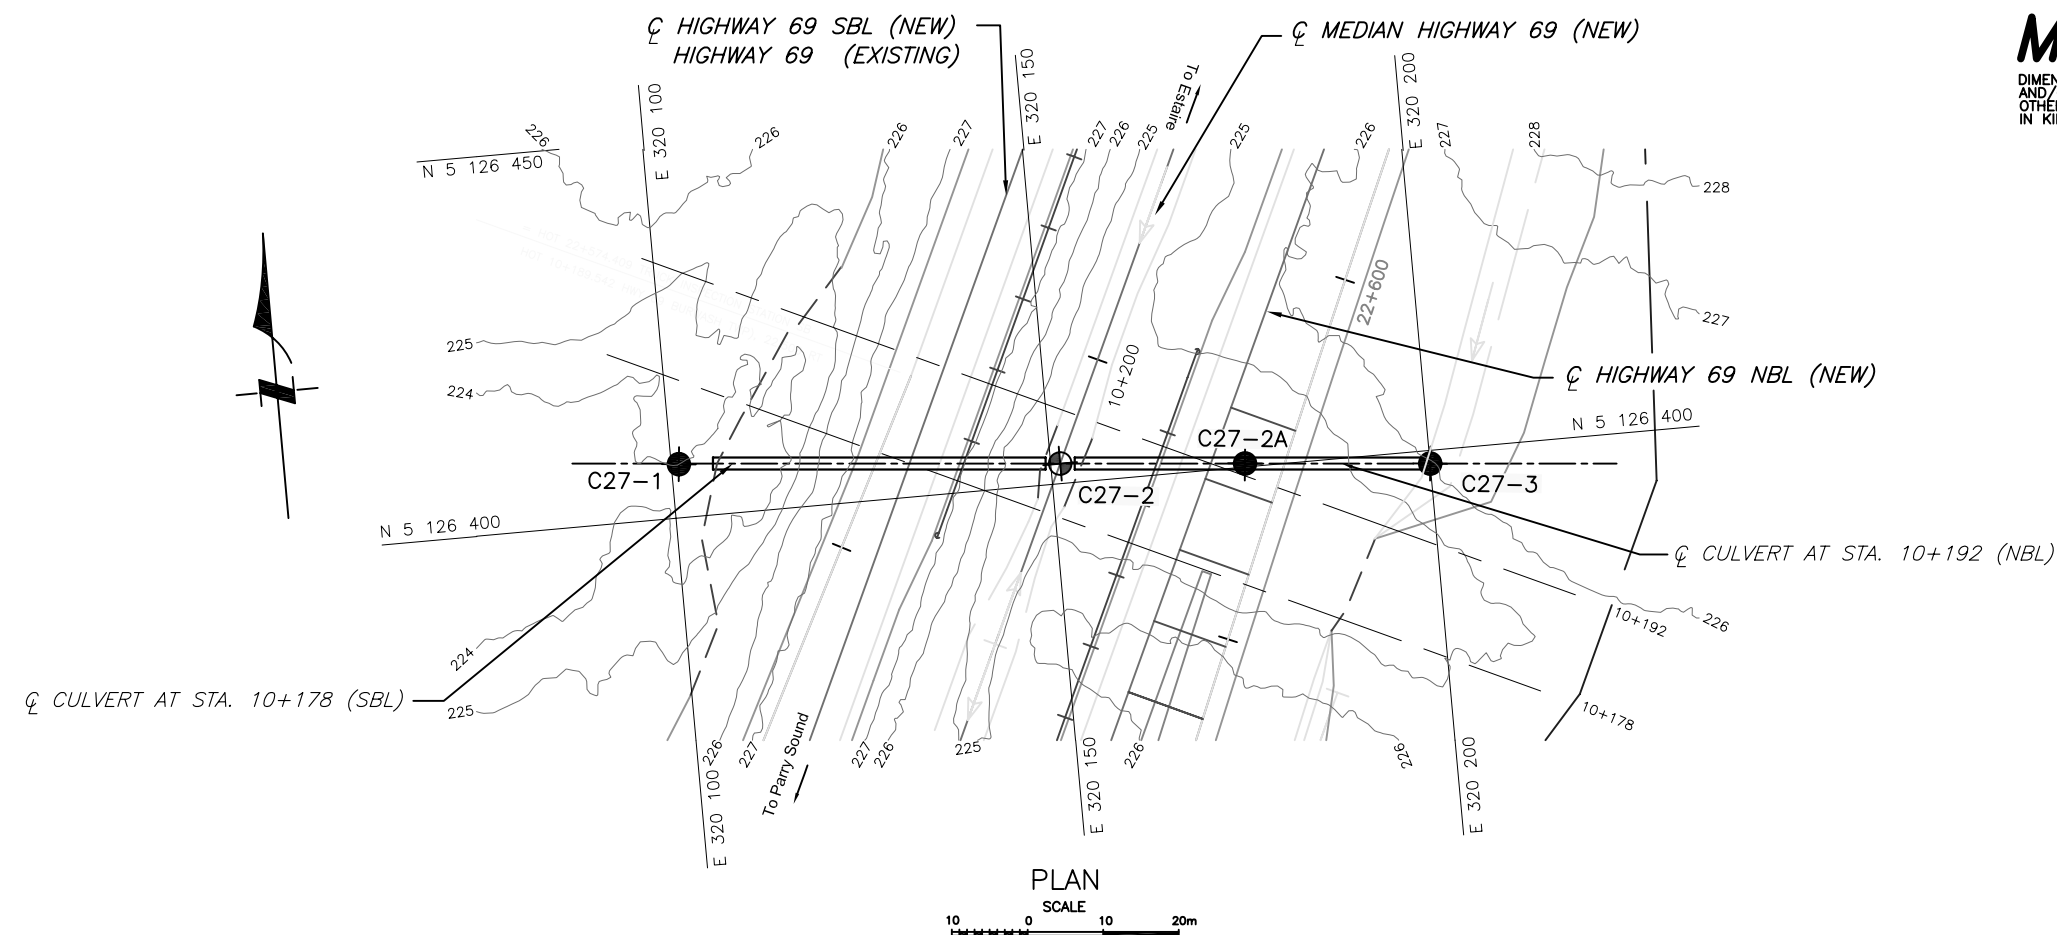 ℄ HIGHWAY 69 SBL (NEW)
HIGHWAY 69 (EXISTING)
℄ MEDIAN HIGHWAY 69 (NEW)
M
DIMEN
AND/
OTHE
IN KI
E 320 100
E 320 150
To Estaire
E 320 200
226
226
226
227
227
226
225
225
226
227
228
N 5 126 450
228
22+600
227
225
224
10+200
℄ HIGHWAY 69 NBL (NEW)
N 5 126 400
C27-1
C27-2
C27-2A
C27-3
N 5 126 400
℄ CULVERT AT STA. 10+192 (NBL)
10+192
226
224
℄ CULVERT AT STA. 10+178 (SBL)
225
10+178
226
227
To Parry Sound
227
226
225
226
226
E 320 100
E 320 150
E 320 200
PLAN
SCALE
10 0 10 20m